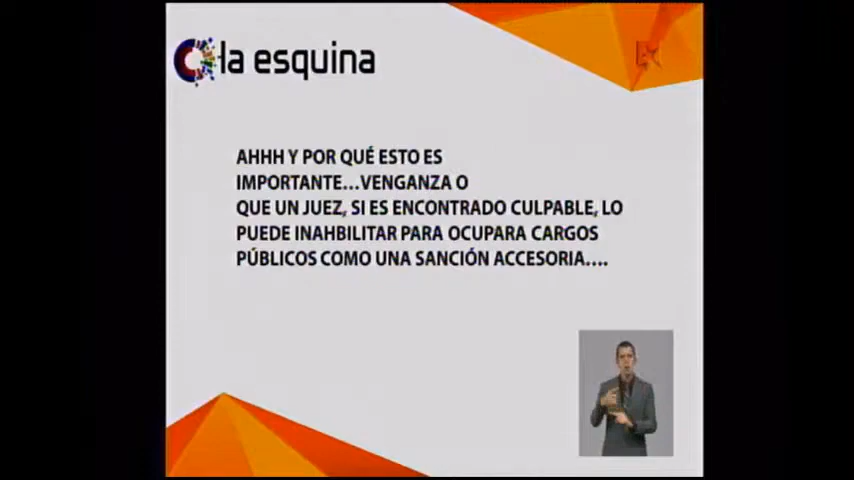 la esquina
AHHH Y POR QUÉ ESTO ES
IMPORTANTE...VENGANZA O
QUE UN JUEZ, SI ES ENCONTRADO CULPABLE, LO
PUEDE INAHBILITAR PARA OCUPARA CARGOS
PÚBLICOS COMO UNA SANCIÓN ACCESORIA....